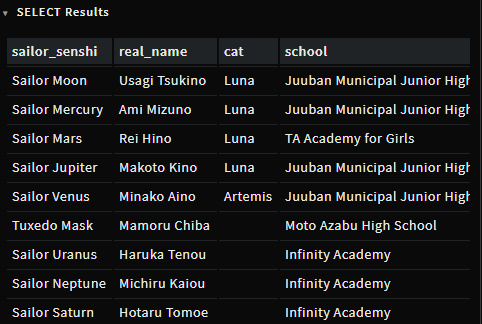 SELECT Results
sailor_senshi real_name cat school
Sailor Moon Usagi Tsukino Luna Juuban Municipal Junior High
Sailor Mercury Ami Mizuno Luna Juuban Municipal Junior High
Sailor Mars Rei Hino Luna TA Academy for Girls
Sailor Jupiter Makoto Kino Luna Juuban Municipal Junior High
Sailor Venus Minako Aino Artemis Juuban Municipal Junior High
Tuxedo Mask Mamoru Chiba Moto Azabu High School
Sailor Uranus Haruka Tenou Infinity Academy
Sailor Neptune Michiru Kaiou Infinity Academy
Sailor Saturn Hotaru Tomoe Infinity Academy